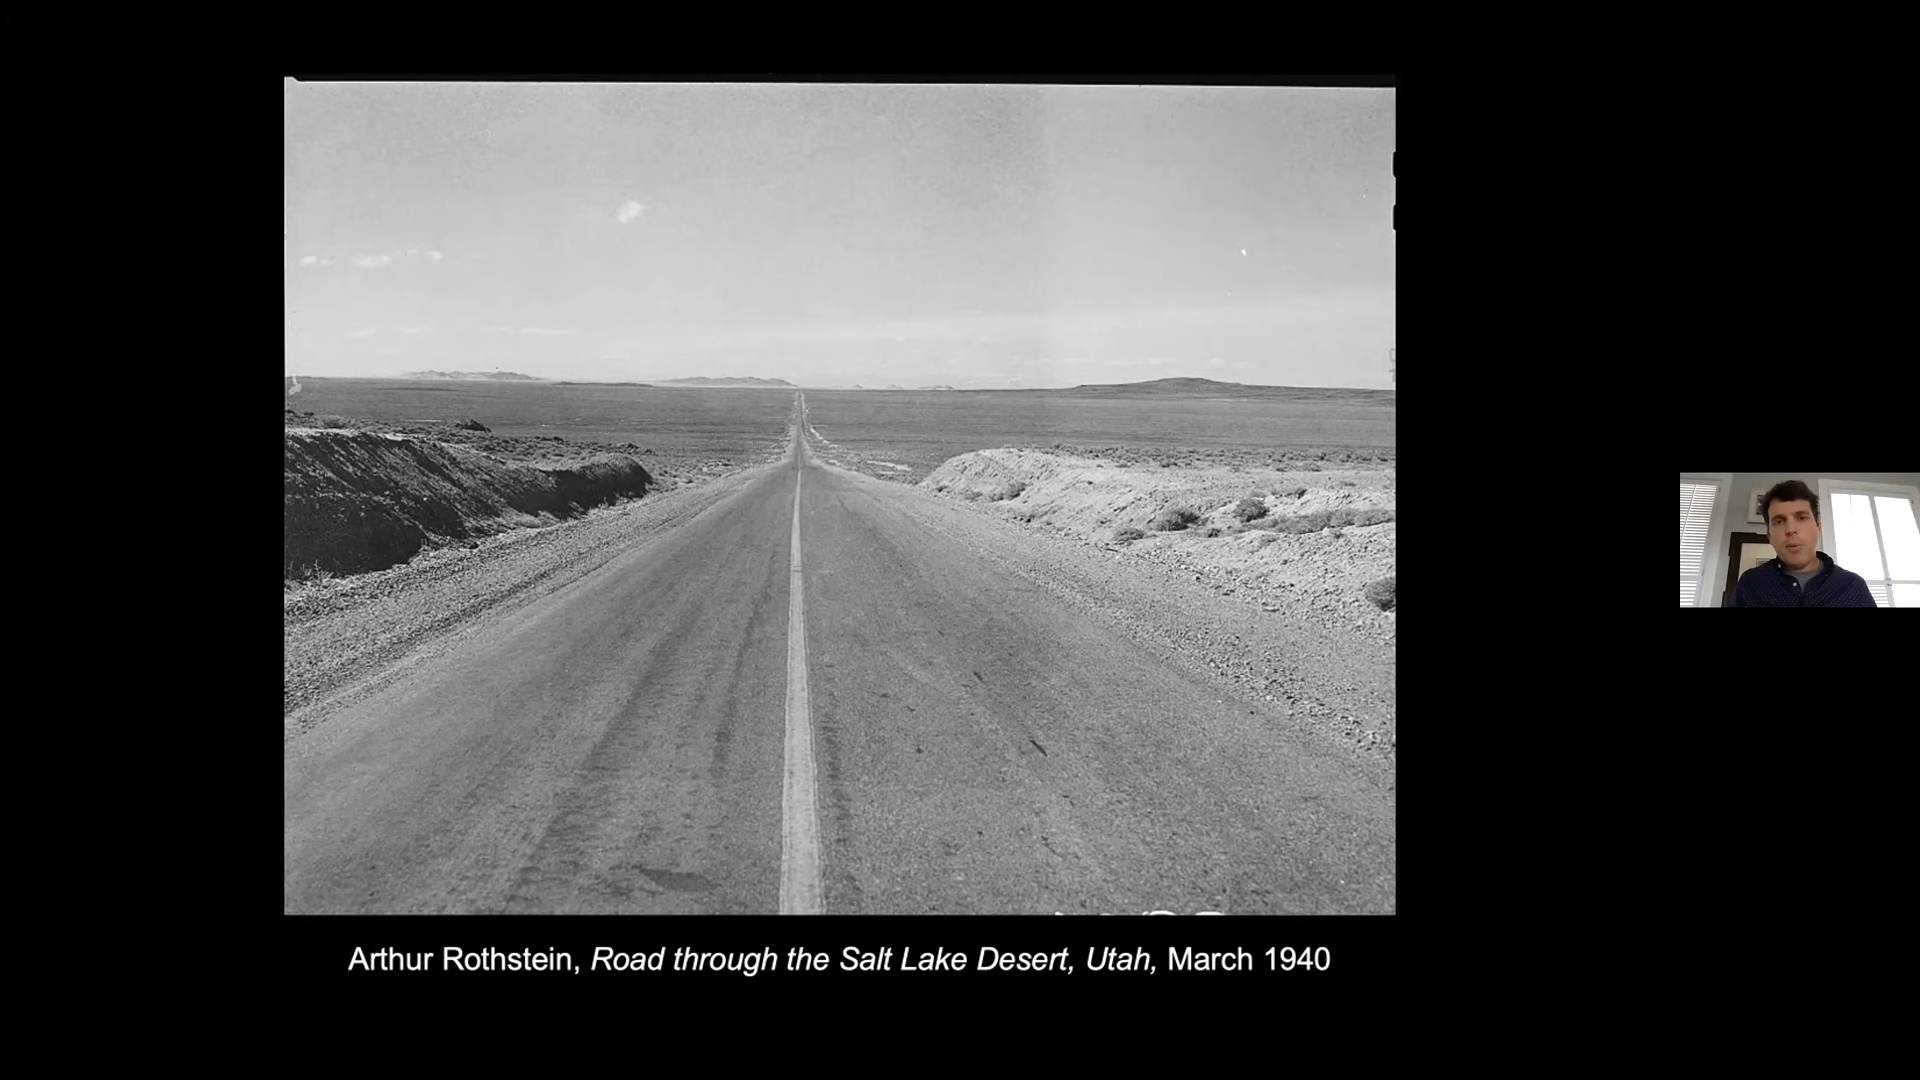 Arthur Rothstein, Road through the Salt Lake Desert, Utah, March 1940